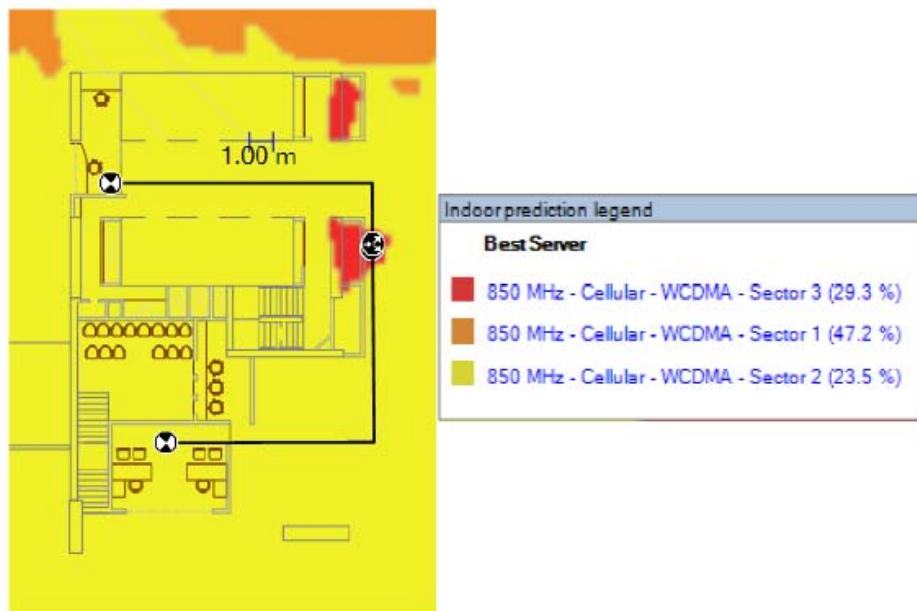 1.00 m
Indoor prediction legend
Best Server
850 MHz - Cellular - WCDMA - Sector 3 (29.3 %)
850 MHz - Cellular - WCDMA - Sector 1 (47.2 %)
850 MHz - Cellular - WCDMA - Sector 2 (23.5 %)